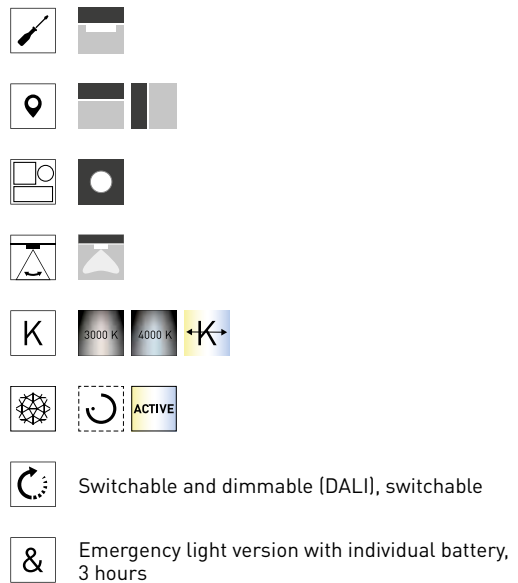 K 3000 K 4000 K K
ACTIVE
Switchable and dimmable (DALI), switchable
& Emergency light version with individual battery,
3 hours